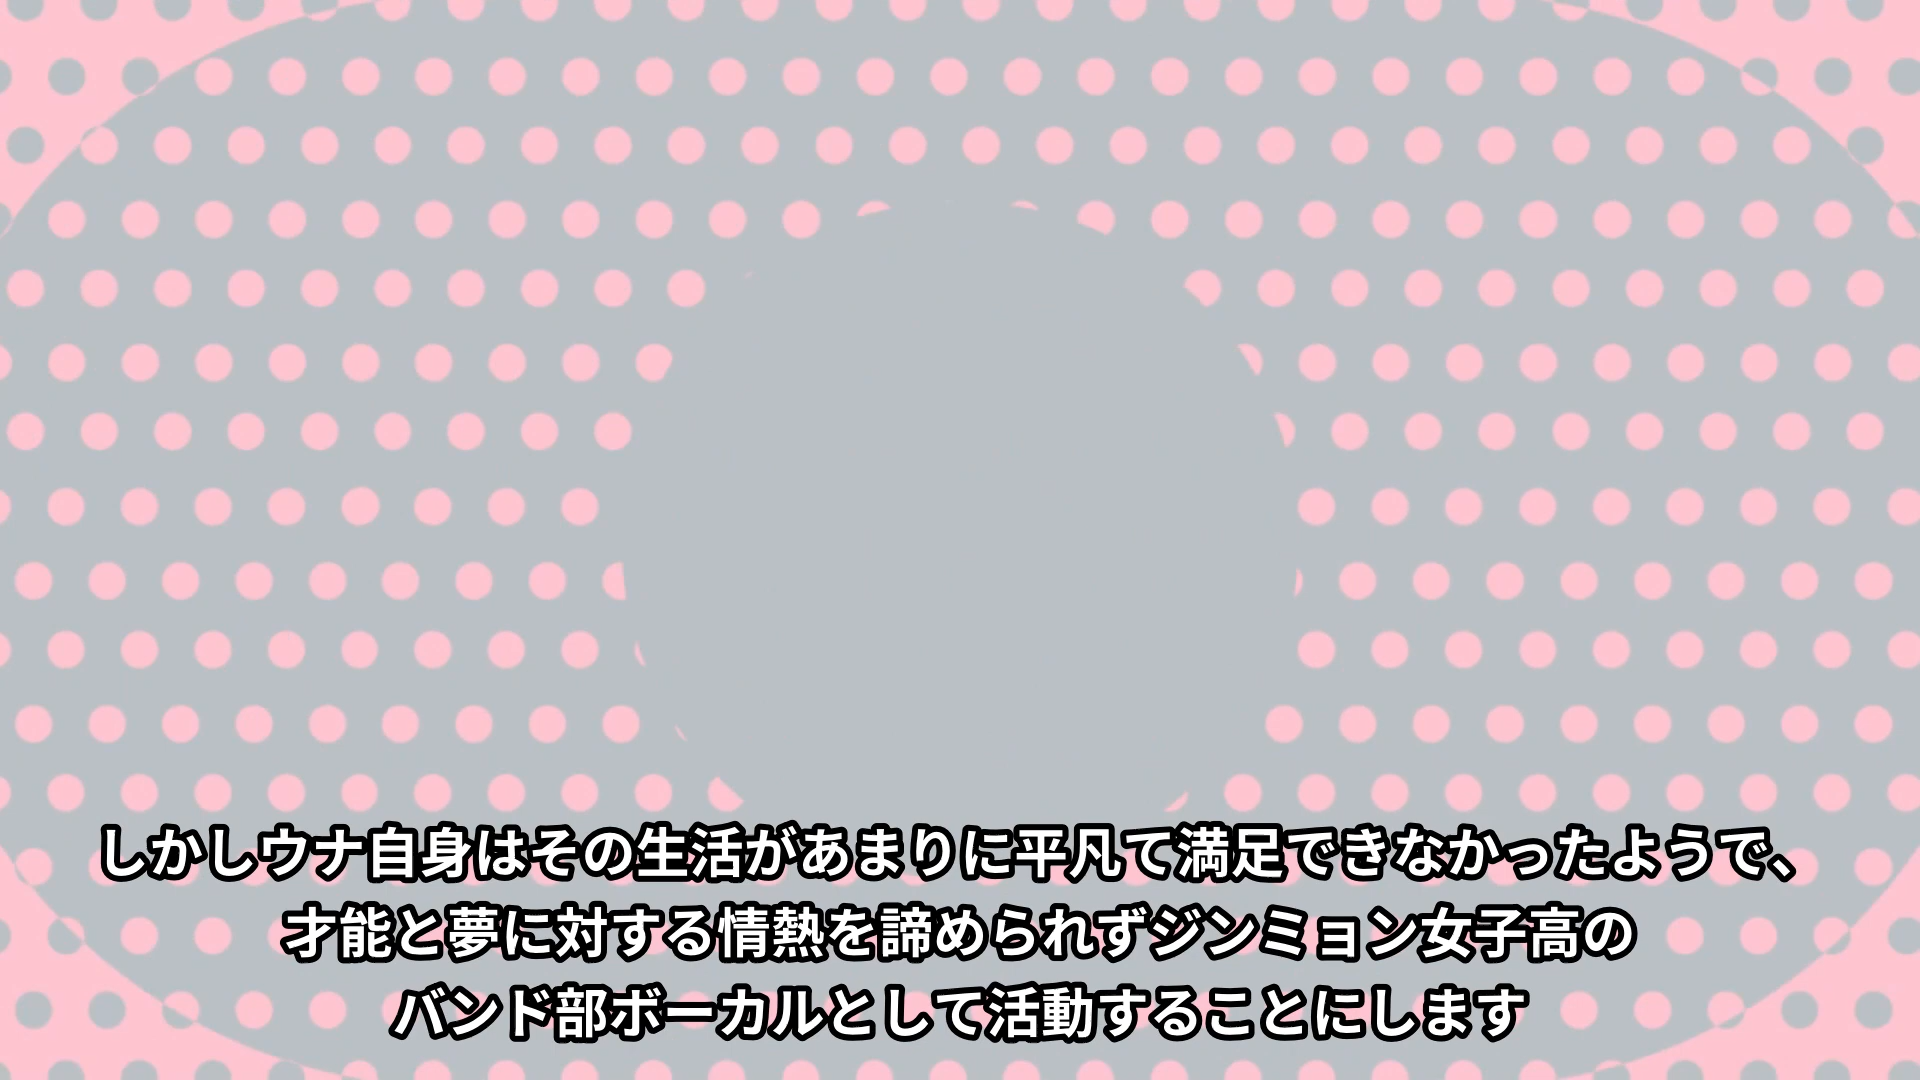 しかしウナ自身はその生活があまりに平凡て満足できなかったようで、
才能と夢に対する情熱を諦められずジンミョン女子高の
バンド部ボーカルとして活動することにします